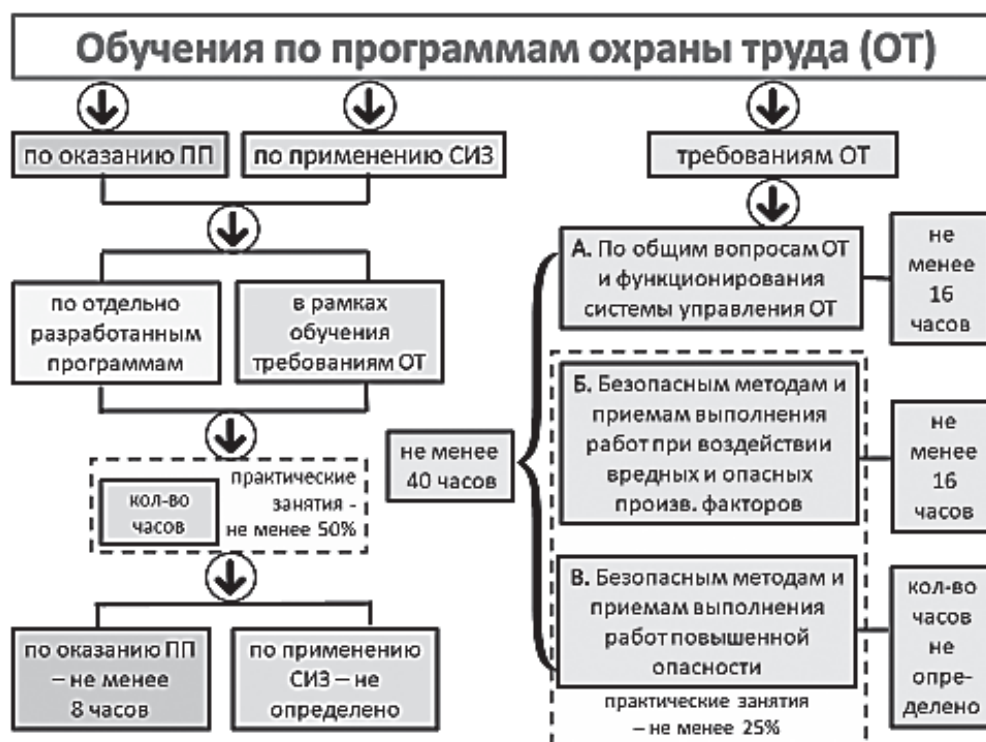 Обучения по программам охраны труда (ОТ)
по оказанию ПП
по применению СИЗ
требованиям ОТ
по отдельно
разработанным
программам
в рамках
обучения
требованиям ОТ
кол-во
часов
практические
занятия -
не менее 50%
по оказанию ПП
– не менее
8 часов
по применению
СИЗ – не
определено
не менее
40 часов
А. По общим вопросам ОТ
и функционирования
системы управления ОТ
не
менее
16
часов
Б. Безопасным методам и
приемам выполнения
работ при воздействии
вредных и опасных
произв. факторов
не
менее
16
часов
В. Безопасным методам и
приемам выполнения
работ повышенной
опасности
кол-во
часов
не
опре-
делено
практические занятия
– не менее 25%